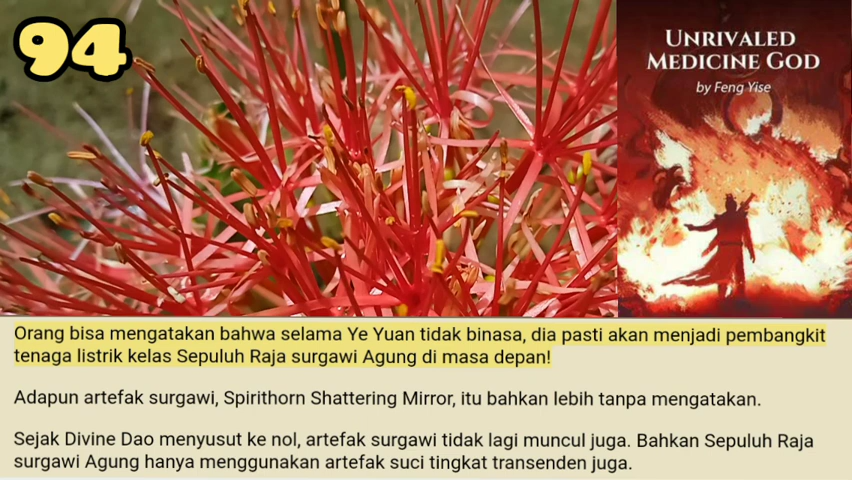 94
UNRIVALED
MEDICINE GOD
by Feng Yise
Orang bisa mengatakan bahwa selama Ye Yuan tidak binasa, dia pasti akan menjadi pembangkit
tenaga listrik kelas Sepuluh Raja surgawi Agung di masa depan!
Adapun artefak surgawi, Spirithorn Shattering Mirror, itu bahkan lebih tanpa mengatakan.
Sejak Divine Dao menyusut ke nol, artefak surgawi tidak lagi muncul juga. Bahkan Sepuluh Raja
surgawi Agung hanya menggunakan artefak suci tingkat transenden juga.